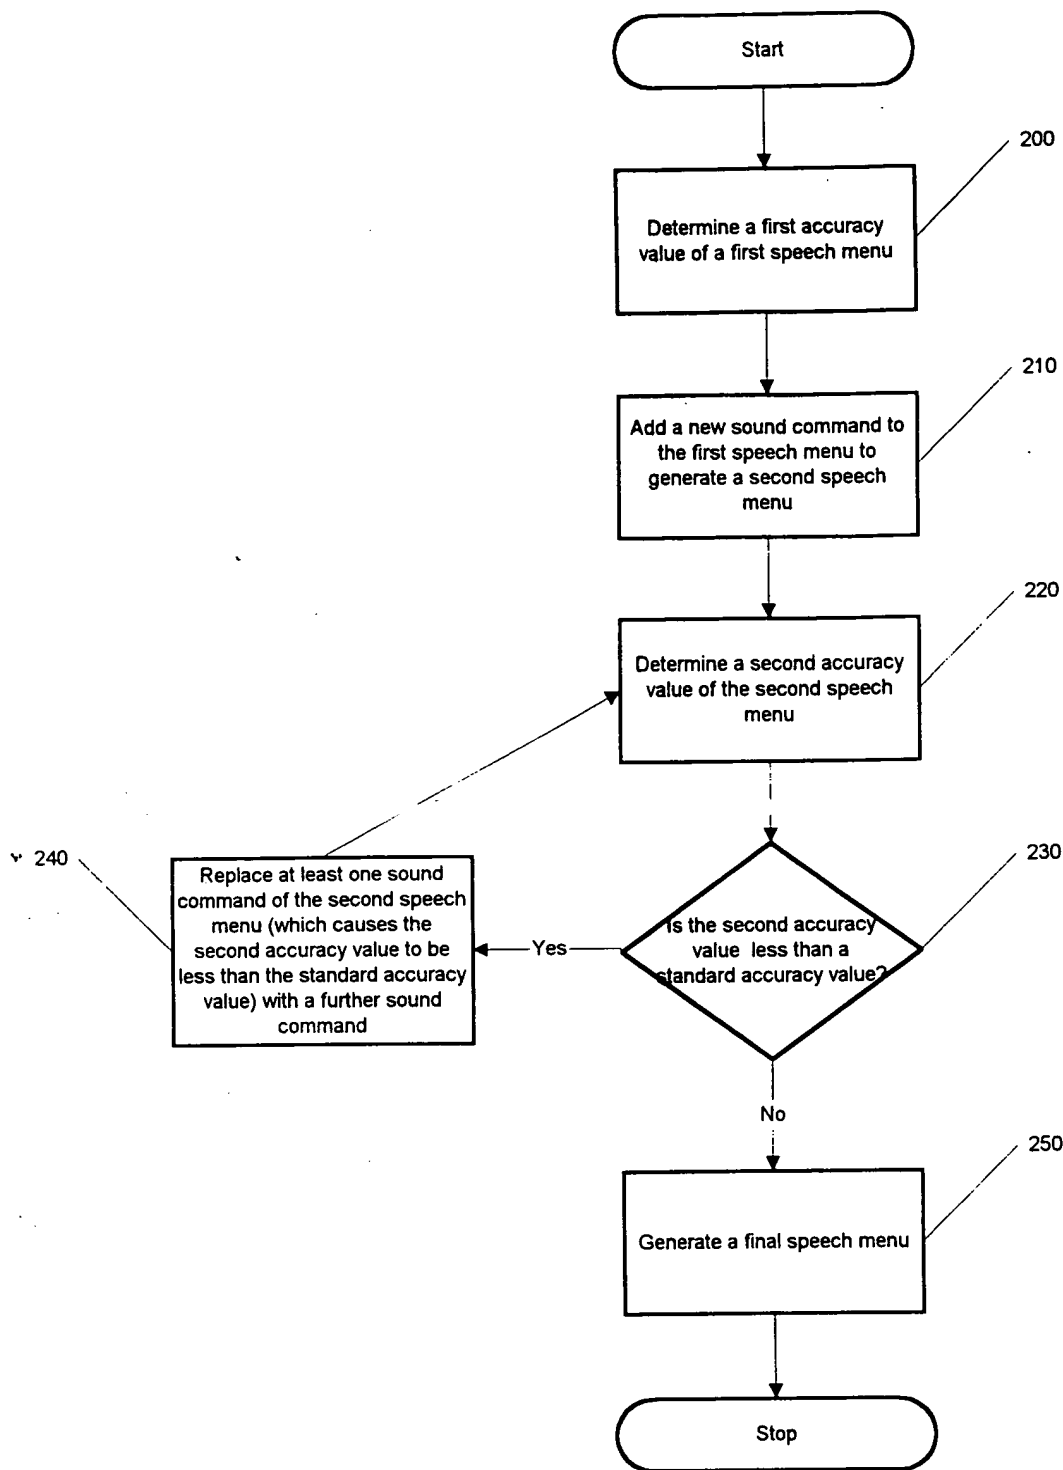 Start
200
Determine a first accuracy
value of a first speech menu
210
Add a new sound command to
the first speech menu to
generate a second speech
menu
220
Determine a second accuracy
value of the second speech
menu
240
Replace at least one sound
command of the second speech
menu (which causes the
second accuracy value to be
less than the standard accuracy
value) with a further sound
command
Yes
230
Is the second accuracy
value less than a
standard accuracy value?
No
250
Generate a final speech menu
Stop